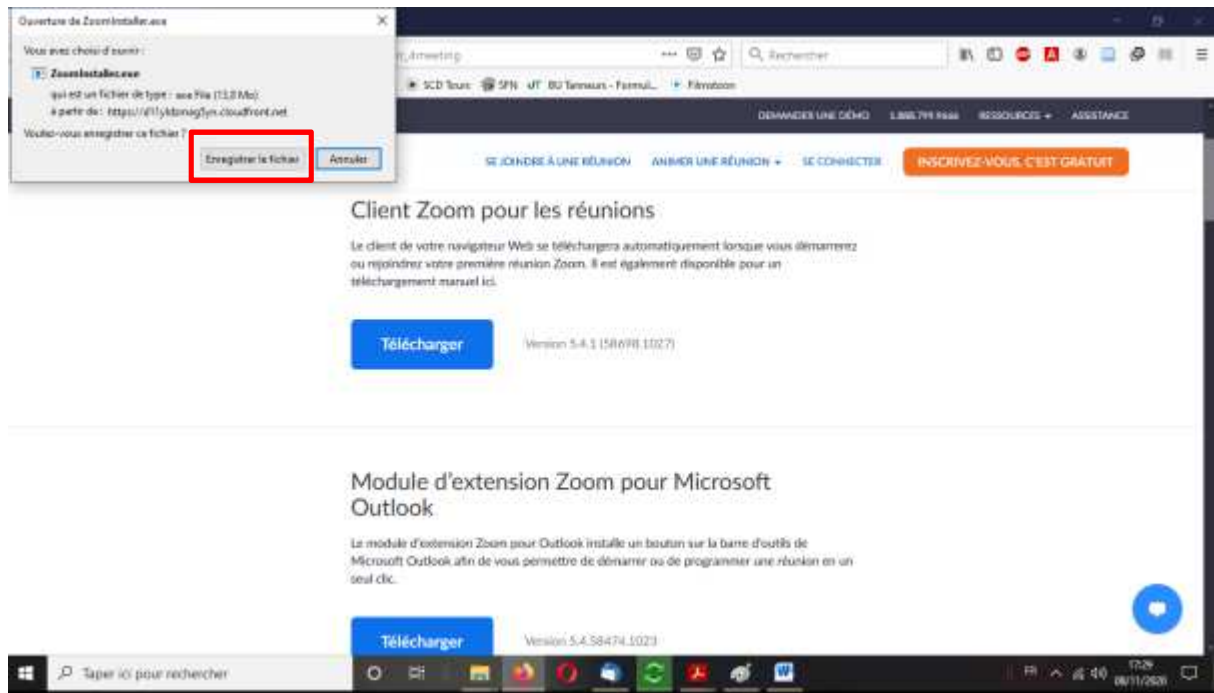 Ouverture de ZoomInstaller.exe
Vous avez choisi d'ouvrir :
ZoomInstaller.exe
qui est un fichier de type : exe File (13,8 Mo)
à partir de : https://
Voulez-vous enregistrer ce fichier ?
Enregistrer le fichier
Annuler
Rechercher
SCD Tours
SFN
BU Tanneurs - Formul...
Filmotoon
DEMANDER UNE DÉMO
1.888.799.9666
RESSOURCES
ASSISTANCE
SE JOINDRE À UNE RÉUNION
ANIMER UNE RÉUNION
SE CONNECTER
INSCRIVEZ-VOUS, C'EST GRATUIT
Client Zoom pour les réunions
Le client de votre navigateur Web se téléchargera automatiquement lorsque vous démarrerez
ou rejoindrez votre première réunion Zoom. Il est également disponible pour un
téléchargement manuel ici.
Télécharger
Version 5.4.1 (58698.1027)
Module d'extension Zoom pour Microsoft
Outlook
Le module d'extension Zoom pour Outlook installe un bouton sur la barre d'outils de
Microsoft Outlook afin de vous permettre de démarrer ou de programmer une réunion en un
seul clic.
Télécharger
Version 5.4.58474.1023
Taper ici pour rechercher
FR
17:29
08/11/2020